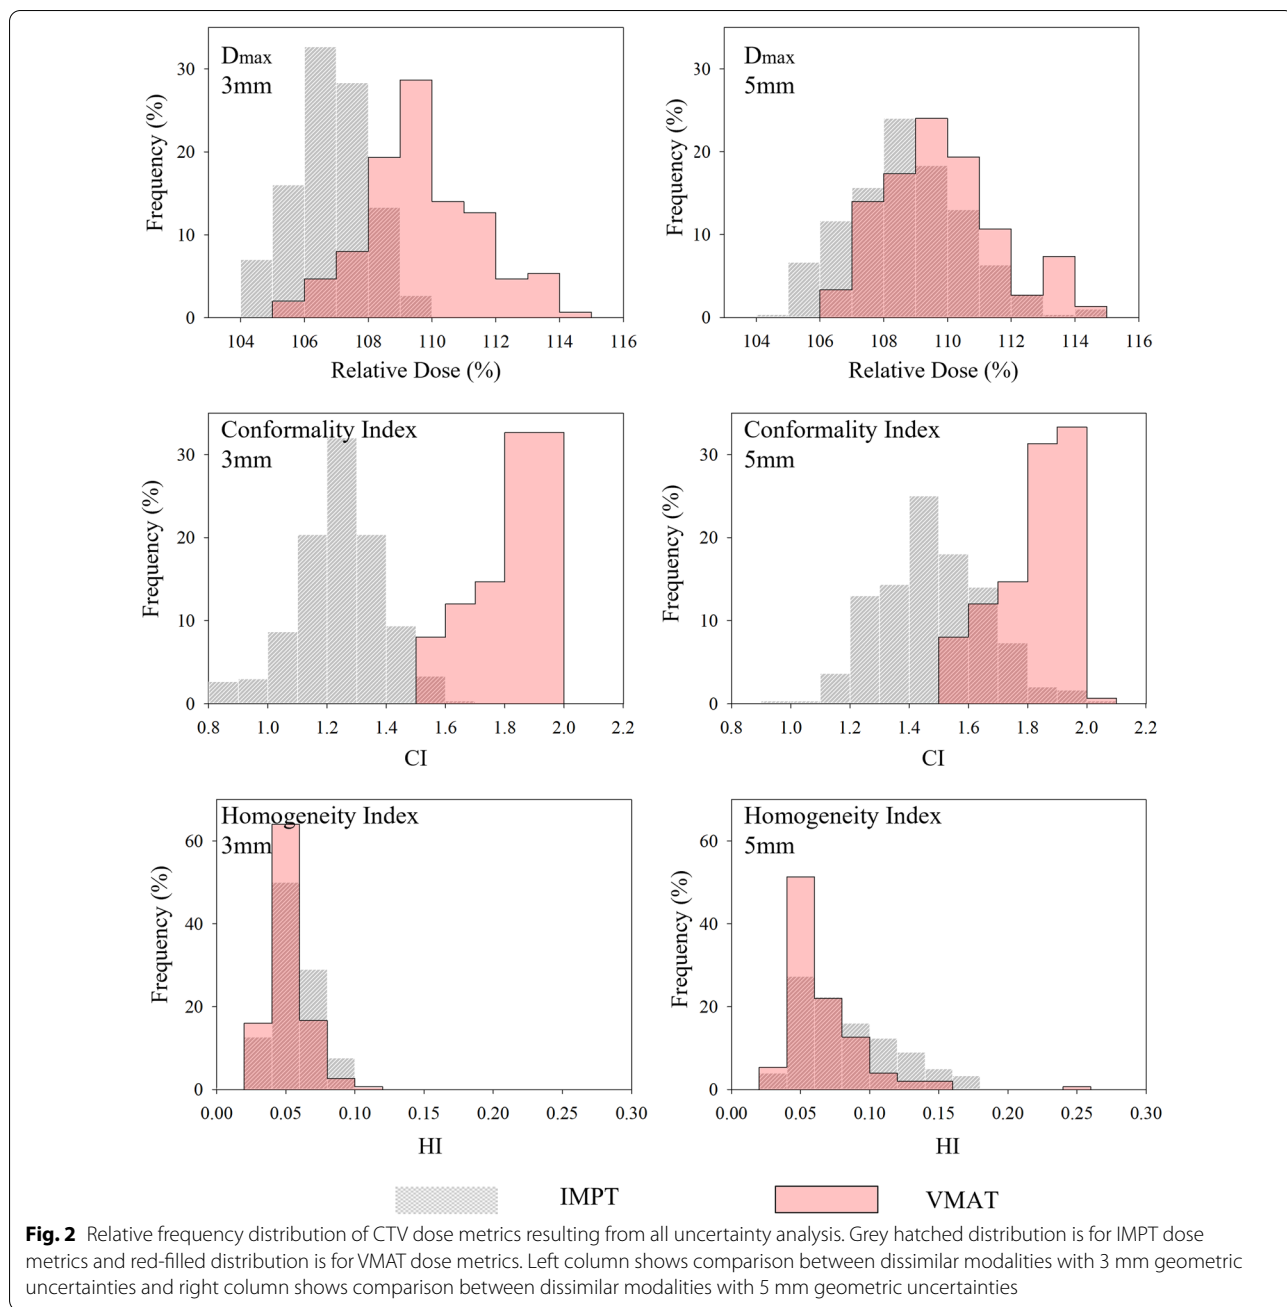 Dmax
3mm
Frequency (%)
30
20
10
0
104 106 108 110 112 114 116
Relative Dose (%)
Dmax
5mm
Frequency (%)
30
20
10
0
104 106 108 110 112 114 116
Relative Dose (%)
Conformality Index
3mm
Frequency (%)
30
20
10
0
0.8 1.0 1.2 1.4 1.6 1.8 2.0 2.2
CI
Conformality Index
5mm
Frequency (%)
30
20
10
0
0.8 1.0 1.2 1.4 1.6 1.8 2.0 2.2
CI
Homogeneity Index
3mm
Frequency (%)
60
40
20
0
0.00 0.05 0.10 0.15 0.20 0.25 0.30
HI
Homogeneity Index
5mm
Frequency (%)
60
40
20
0
0.00 0.05 0.10 0.15 0.20 0.25 0.30
HI
IMPT
VMAT
Fig. 2 Relative frequency distribution of CTV dose metrics resulting from all uncertainty analysis. Grey hatched distribution is for IMPT dose
metrics and red-filled distribution is for VMAT dose metrics. Left column shows comparison between dissimilar modalities with 3 mm geometric
uncertainties and right column shows comparison between dissimilar modalities with 5 mm geometric uncertainties